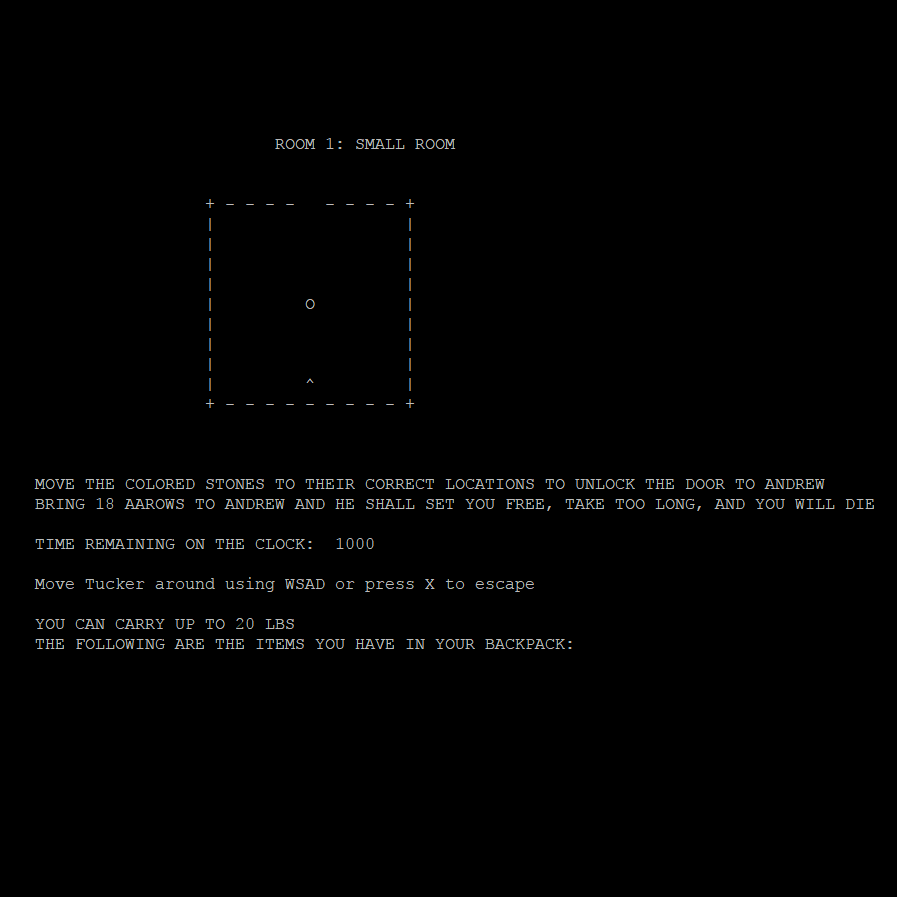 ROOM 1: SMALL ROOM
+ - - - -   - - - - +
|                   |
|                   |
|                   |
|                   |
|         O         |
|                   |
|                   |
|                   |
|         ^         |
+ - - - - - - - - - +
MOVE THE COLORED STONES TO THEIR CORRECT LOCATIONS TO UNLOCK THE DOOR TO ANDREW
BRING 18 AAROWS TO ANDREW AND HE SHALL SET YOU FREE, TAKE TOO LONG, AND YOU WILL DIE
TIME REMAINING ON THE CLOCK:  1000
Move Tucker around using WSAD or press X to escape
YOU CAN CARRY UP TO 20 LBS
THE FOLLOWING ARE THE ITEMS YOU HAVE IN YOUR BACKPACK: